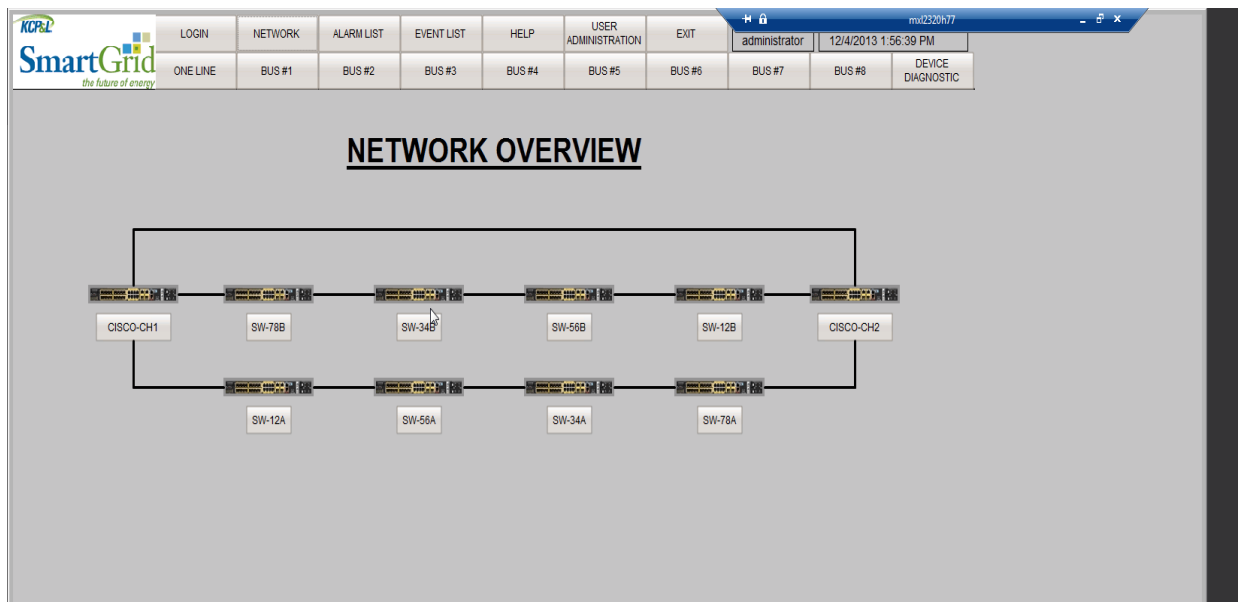 KCP&L
SmartGrid
the future of energy
LOGIN
NETWORK
ALARM LIST
EVENT LIST
HELP
USER
ADMINISTRATION
EXIT
mxl2320h77
administrator
12/4/2013 1:56:39 PM
ONE LINE
BUS #1
BUS #2
BUS #3
BUS #4
BUS #5
BUS #6
BUS #7
BUS #8
DEVICE
DIAGNOSTIC
NETWORK OVERVIEW
CISCO-CH1
SW-78B
SW-34B
SW-56B
SW-12B
CISCO-CH2
SW-12A
SW-56A
SW-34A
SW-78A